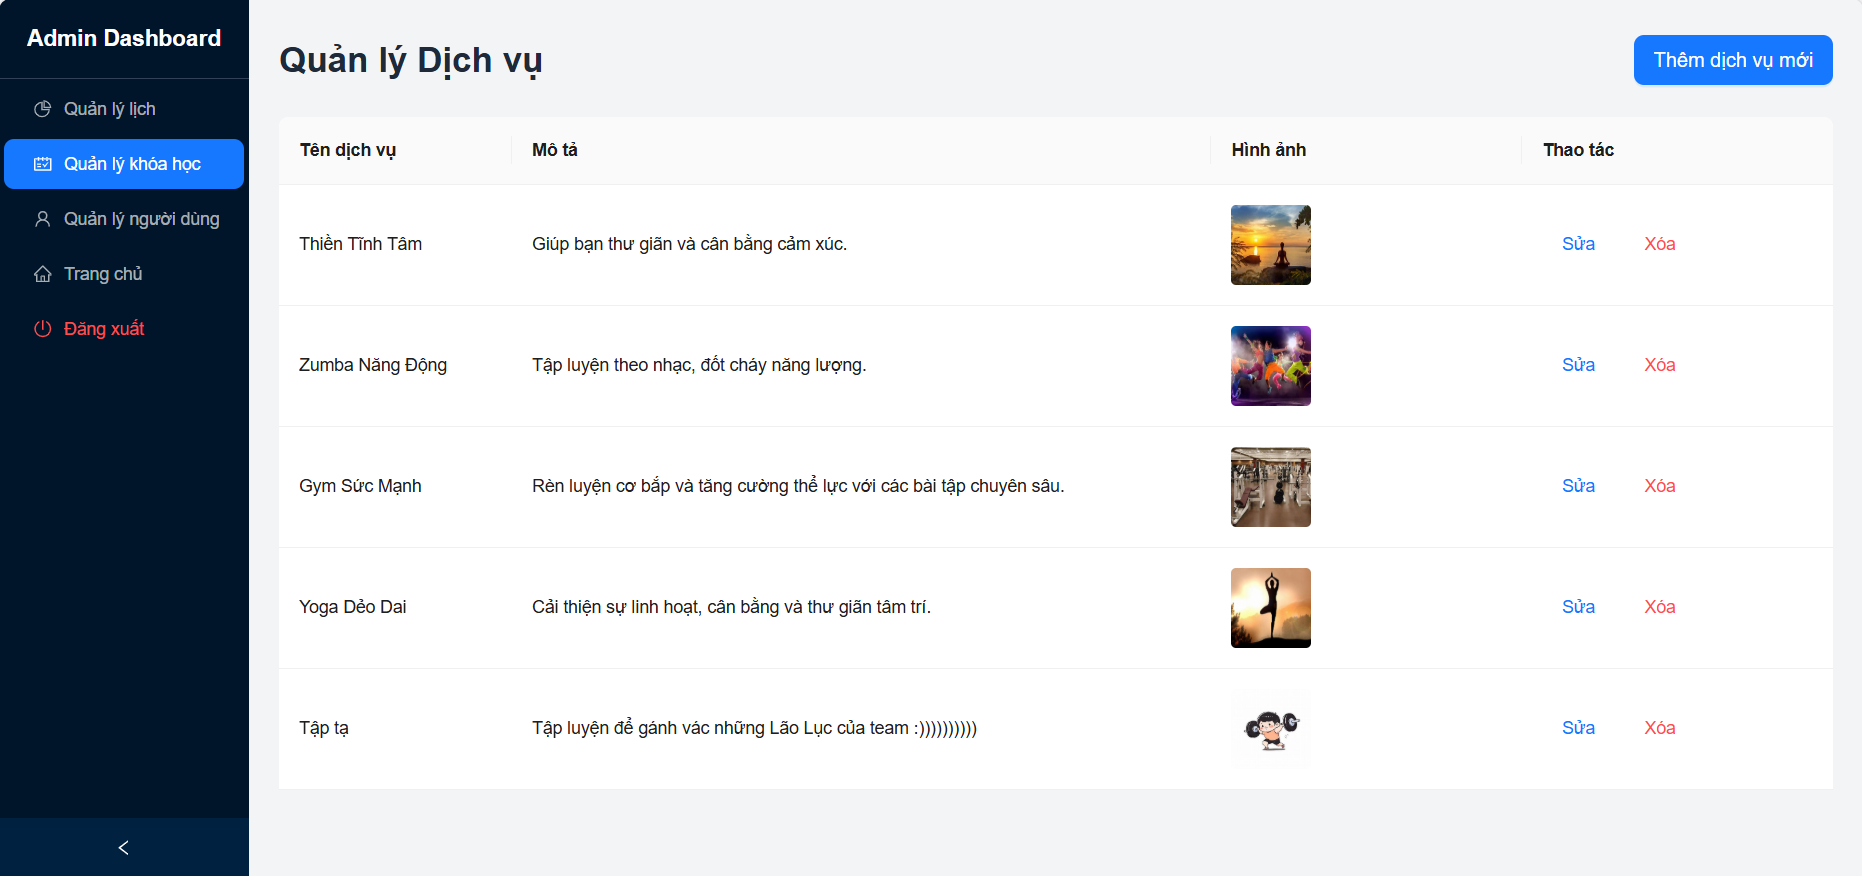 Admin Dashboard
Quản lý lịch
Quản lý khóa học
Quản lý người dùng
Trang chủ
Đăng xuất
Quản lý Dịch vụ
Thêm dịch vụ mới
Tên dịch vụ Mô tả Hình ảnh Thao tác
Thiền Tĩnh Tâm Giúp bạn thư giãn và cân bằng cảm xúc. Sửa Xóa
Zumba Năng Động Tập luyện theo nhạc, đốt cháy năng lượng. Sửa Xóa
Gym Sức Mạnh Rèn luyện cơ bắp và tăng cường thể lực với các bài tập chuyên sâu. Sửa Xóa
Yoga Dẻo Dai Cải thiện sự linh hoạt, cân bằng và thư giãn tâm trí. Sửa Xóa
Tập tạ Tập luyện để gánh vác những Lão Lục của team :)))))))))) Sửa Xóa